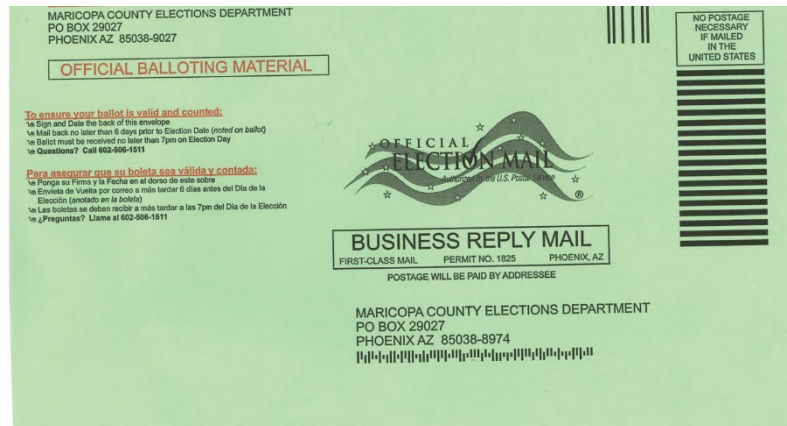 MARICOPA COUNTY ELECTIONS DEPARTMENT
PO BOX 29027
PHOENIX AZ 85038-9027
OFFICIAL BALLOTING MATERIAL
To ensure your ballot is valid and counted:
Sign and Date the back of this envelope
Mail back no later than 6 days prior to Election Date (noted on ballot)
Ballot must be received no later than 7pm on Election Day
Questions? Call 602-506-1511
Para asegurar que su boleta sea válida y contada:
Ponga su Firma y la Fecha en el dorso de este sobre
Envíela de Vuelta por correo a más tardar 6 días antes del Día de la
Elección (anotado en la boleta)
Las boletas se deben recibir a más tardar a las 7pm del Día de la Elección
¿Preguntas? Llame al 602-506-1511
NO POSTAGE
NECESSARY
IF MAILED
IN THE
UNITED STATES
OFFICIAL
ELECTION MAIL
Authorized by the U.S. Postal Service
®
BUSINESS REPLY MAIL
FIRST-CLASS MAIL PERMIT NO. 1825 PHOENIX, AZ
POSTAGE WILL BE PAID BY ADDRESSEE
MARICOPA COUNTY ELECTIONS DEPARTMENT
PO BOX 29027
PHOENIX AZ 85038-8974